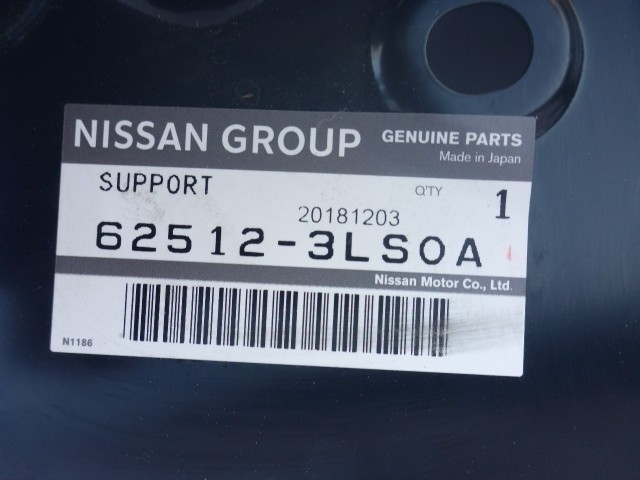 NISSAN GROUP GENUINE PARTS
Made in Japan
SUPPORT QTY 1
20181203
62512-3LS0A
Nissan Motor Co., Ltd.
N1186